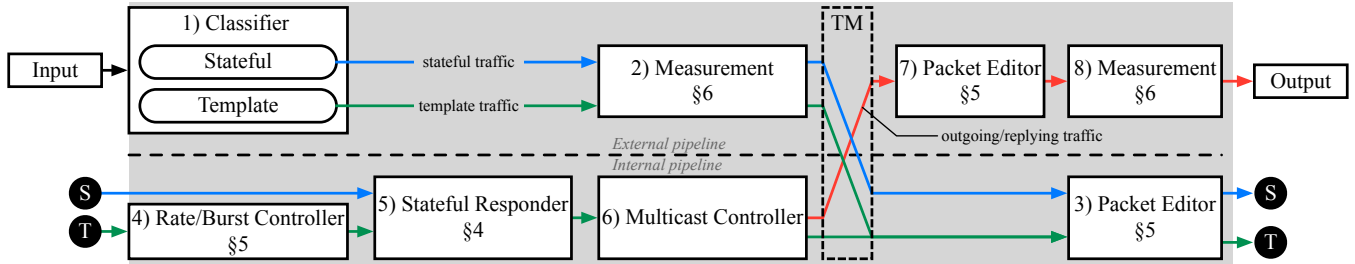 1) Classifier
TM
Stateful
stateful traffic
2) Measurement
§6
7) Packet Editor
§5
8) Measurement
§6
Input
Output
Template
template traffic
outgoing/replying traffic
External pipeline
Internal pipeline
S
5) Stateful Responder
§4
6) Multicast Controller
3) Packet Editor
§5
S
T
4) Rate/Burst Controller
§5
T